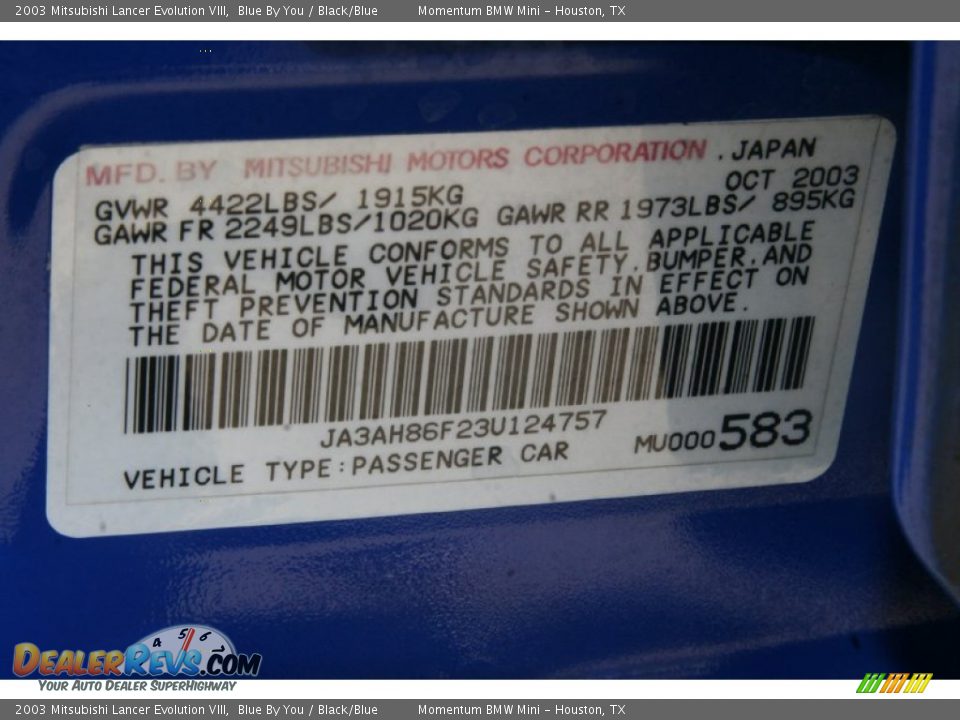 2003 Mitsubishi Lancer Evolution VIII, Blue By You / Black/Blue Momentum BMW Mini - Houston, TX
MFD. BY MITSUBISHI MOTORS CORPORATION .JAPAN
OCT 2003
GVWR 4422LBS/ 1915KG
GAWR FR 2249LBS/1020KG GAWR RR 1973LBS/ 895KG
THIS VEHICLE CONFORMS TO ALL APPLICABLE
FEDERAL MOTOR VEHICLE SAFETY,BUMPER,AND
THEFT PREVENTION STANDARDS IN EFFECT ON
THE DATE OF MANUFACTURE SHOWN ABOVE.
JA3AH86F23U124757
MU000583
VEHICLE TYPE:PASSENGER CAR
4 5 6
DEALERREVS.COM
YOUR AUTO DEALER SUPERHIGHWAY
2003 Mitsubishi Lancer Evolution VIII, Blue By You / Black/Blue Momentum BMW Mini - Houston, TX